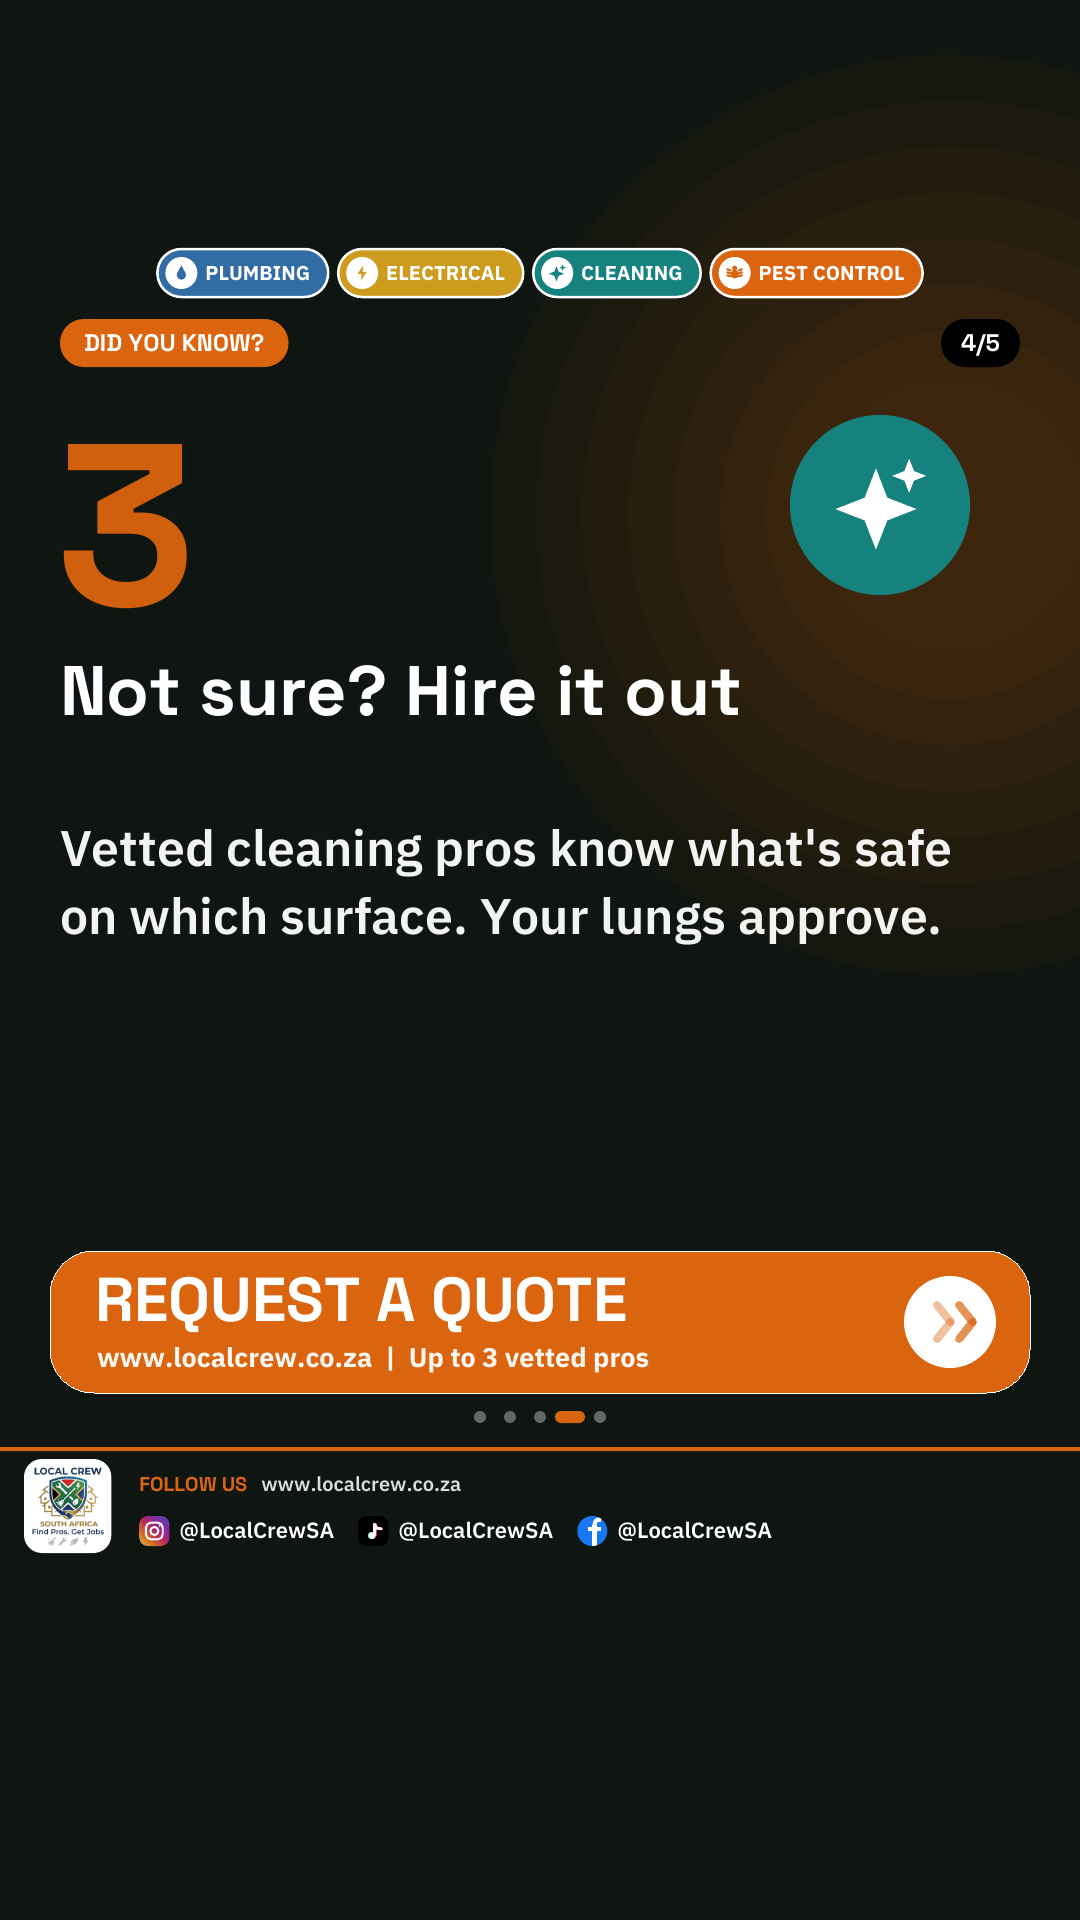 PLUMBING ELECTRICAL CLEANING PEST CONTROL
DID YOU KNOW? 4/5
3
Not sure? Hire it out
Vetted cleaning pros know what's safe
on which surface. Your lungs approve.
REQUEST A QUOTE
www.localcrew.co.za | Up to 3 vetted pros
LOCAL CREW
SOUTH AFRICA
Find Pros. Get Jobs
FOLLOW US www.localcrew.co.za
@LocalCrewSA @LocalCrewSA @LocalCrewSA